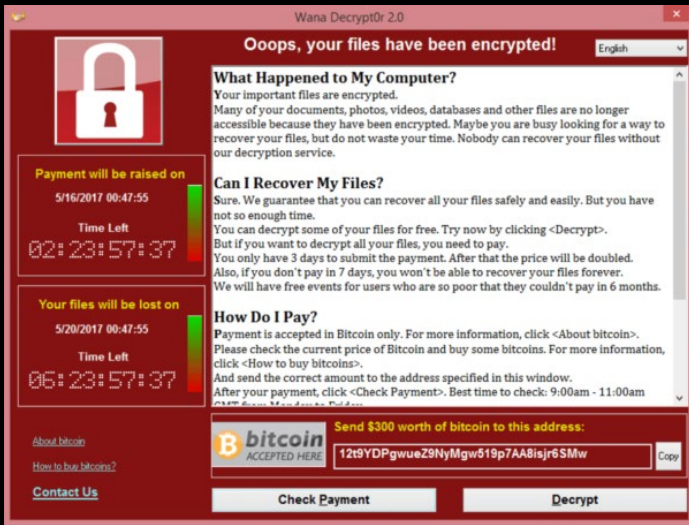 Wana Decrypt0r 2.0
Ooops, your files have been encrypted!
English
Payment will be raised on
5/16/2017 00:47:55
Time Left
02:23:57:37
Your files will be lost on
5/20/2017 00:47:55
Time Left
06:23:57:37
About bitcoin
How to buy bitcoins?
Contact Us
What Happened to My Computer?
Your important files are encrypted.
Many of your documents, photos, videos, databases and other files are no longer
accessible because they have been encrypted. Maybe you are busy looking for a way to
recover your files, but do not waste your time. Nobody can recover your files without
our decryption service.
Can I Recover My Files?
Sure. We guarantee that you can recover all your files safely and easily. But you have
not so enough time.
You can decrypt some of your files for free. Try now by clicking <Decrypt>.
But if you want to decrypt all your files, you need to pay.
You only have 3 days to submit the payment. After that the price will be doubled.
Also, if you don't pay in 7 days, you won't be able to recover your files forever.
We will have free events for users who are so poor that they couldn't pay in 6 months.
How Do I Pay?
Payment is accepted in Bitcoin only. For more information, click <About bitcoin>.
Please check the current price of Bitcoin and buy some bitcoins. For more information,
click <How to buy bitcoins>.
And send the correct amount to the address specified in this window.
After your payment, click <Check Payment>. Best time to check: 9:00am - 11:00am
GMT from Monday to Friday.
bitcoin
ACCEPTED HERE
Send $300 worth of bitcoin to this address:
12t9YDPgwueZ9NyMgw519p7AA8isjr6SMw
Copy
Check Payment
Decrypt